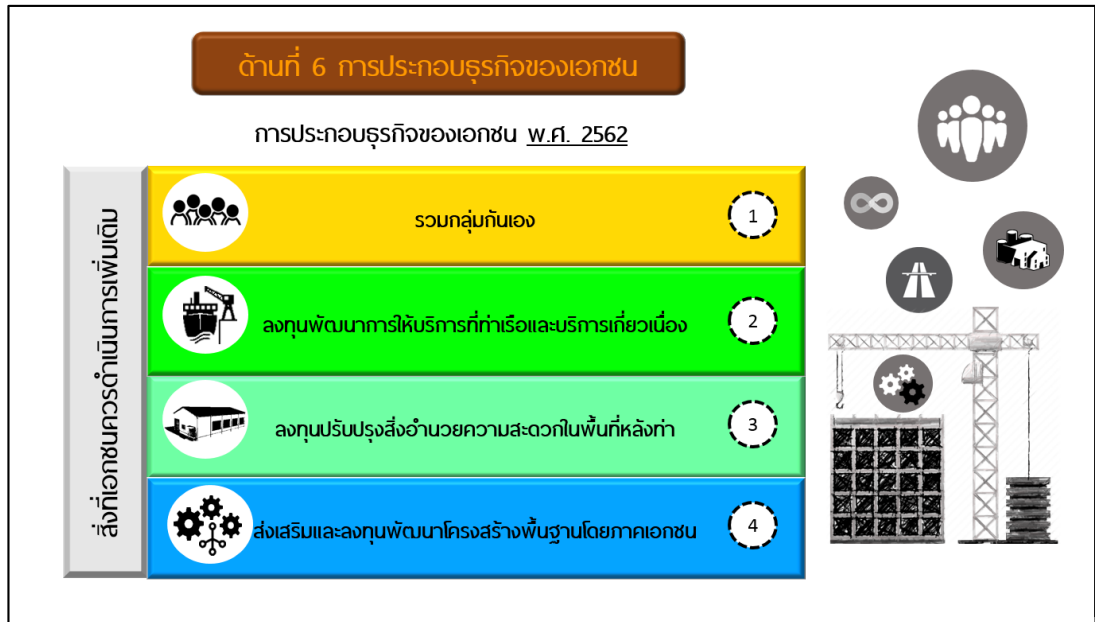 ด้านที่ 6 การประกอบธุรกิจของเอกชน
การประกอบธุรกิจของเอกชน พ.ศ. 2562
สิ่งที่เอกชนควรดำเนินการเพิ่มเติม
รวมกลุ่มกันเอง
1
ลงทุนพัฒนาการให้บริการที่ท่าเรือและบริการเกี่ยวเนื่อง
2
ลงทุนปรับปรุงสิ่งอำนวยความสะดวกในพื้นที่หลังท่า
3
ส่งเสริมและลงทุนพัฒนาโครงสร้างพื้นฐานโดยภาคเอกชน
4